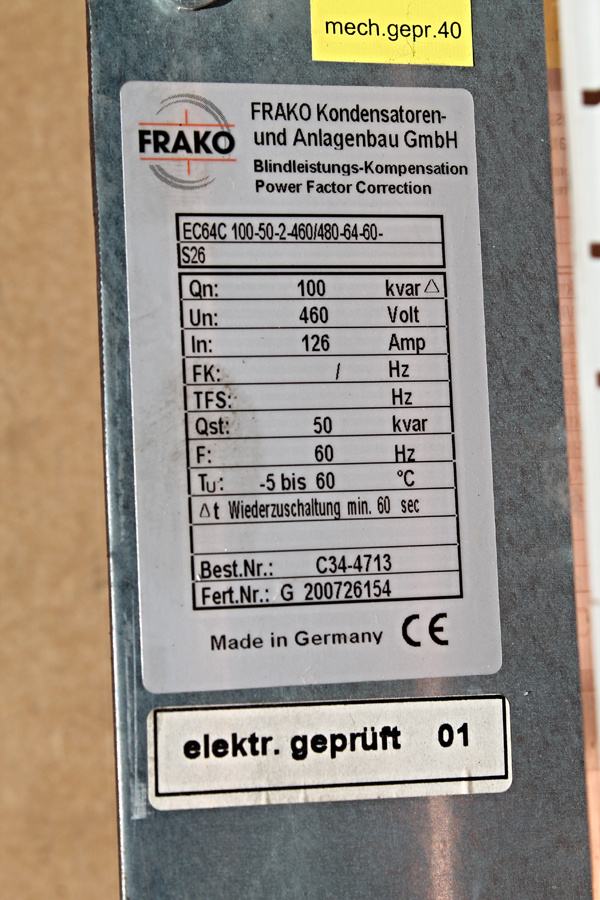 mech.gepr.40
FRAKO
FRAKO Kondensatoren-
und Anlagenbau GmbH
Blindleistungs-Kompensation
Power Factor Correction
EC64C 100-50-2-460/480-64-60-
S26
Qn: 100 kvar △
Un: 460 Volt
In: 126 Amp
FK: / Hz
TFS: Hz
Qst: 50 kvar
F: 60 Hz
Tu: -5 bis 60 °C
Δt Wiederzuschaltung min. 60 sec
Best.Nr.: C34-4713
Fert.Nr.: G 200726154
Made in Germany CE
elektr. geprüft 01